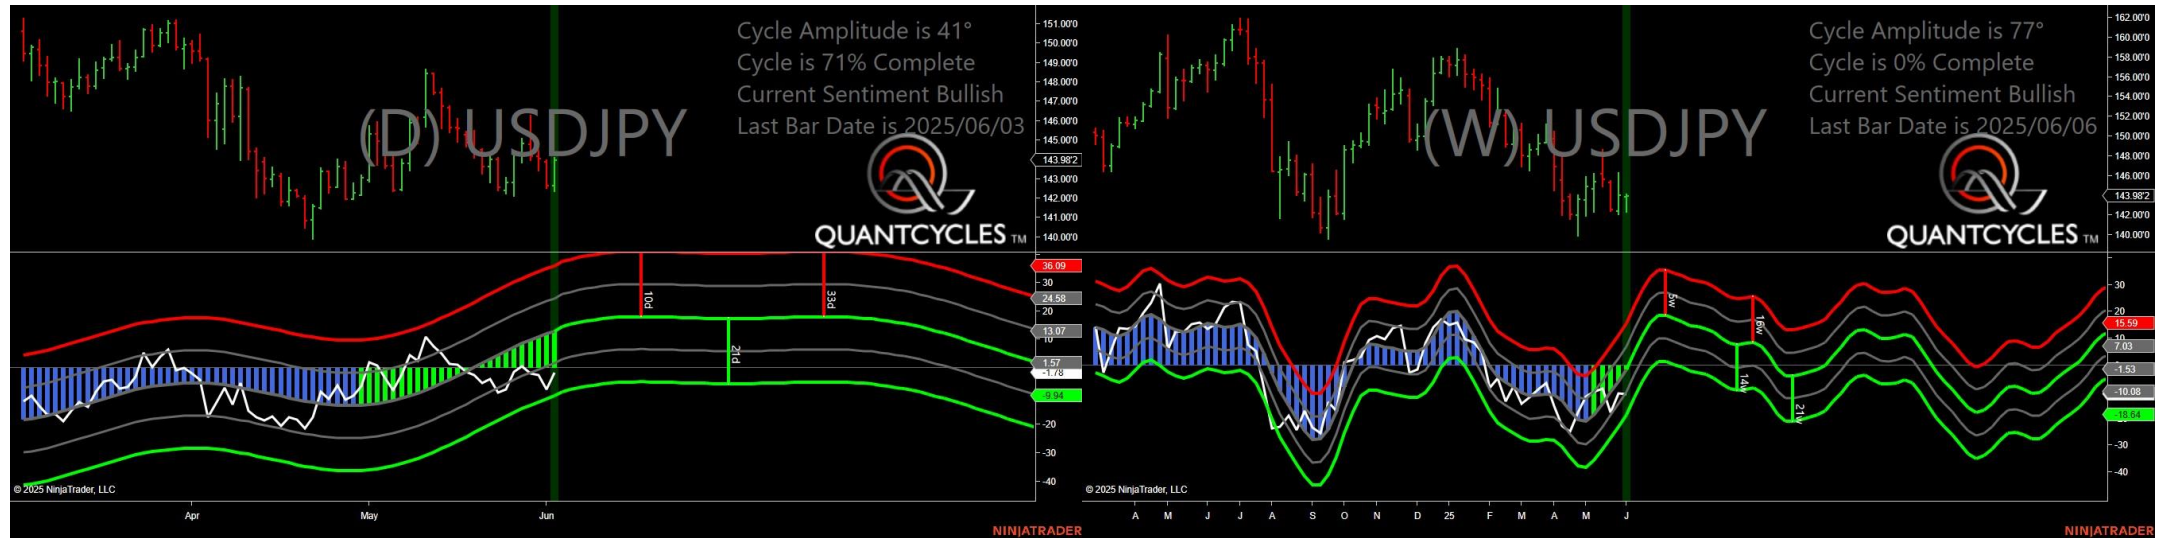 Cycle Amplitude is 41°
Cycle is 71% Complete
Current Sentiment Bullish
Last Bar Date is 2025/06/03
(D) USDJPY
QUANTCYCLES TM
151.00'0
150.00'0
149.00'0
148.00'0
147.00'0
146.00'0
145.00'0
143.98'2
143.00'0
142.00'0
141.00'0
140.00'0
36.09
30
24.58
20
13.07
10
1.57
-1.78
-9.94
-20
-30
-40
10d
33d
21d
© 2025 NinjaTrader, LLC
Apr
May
Jun
NINJATRADER
Cycle Amplitude is 77°
Cycle is 0% Complete
Current Sentiment Bullish
Last Bar Date is 2025/06/06
(W) USDJPY
QUANTCYCLES TM
162.00'0
160.00'0
158.00'0
156.00'0
154.00'0
152.00'0
150.00'0
148.00'0
146.00'0
143.98'2
142.00'0
140.00'0
30
20
15.59
10
7.03
-1.53
-10.08
-18.64
-30
-40
5w
16w
14w
21w
© 2025 NinjaTrader, LLC
A M J J A S O N D 25 F M A M J
NINJATRADER